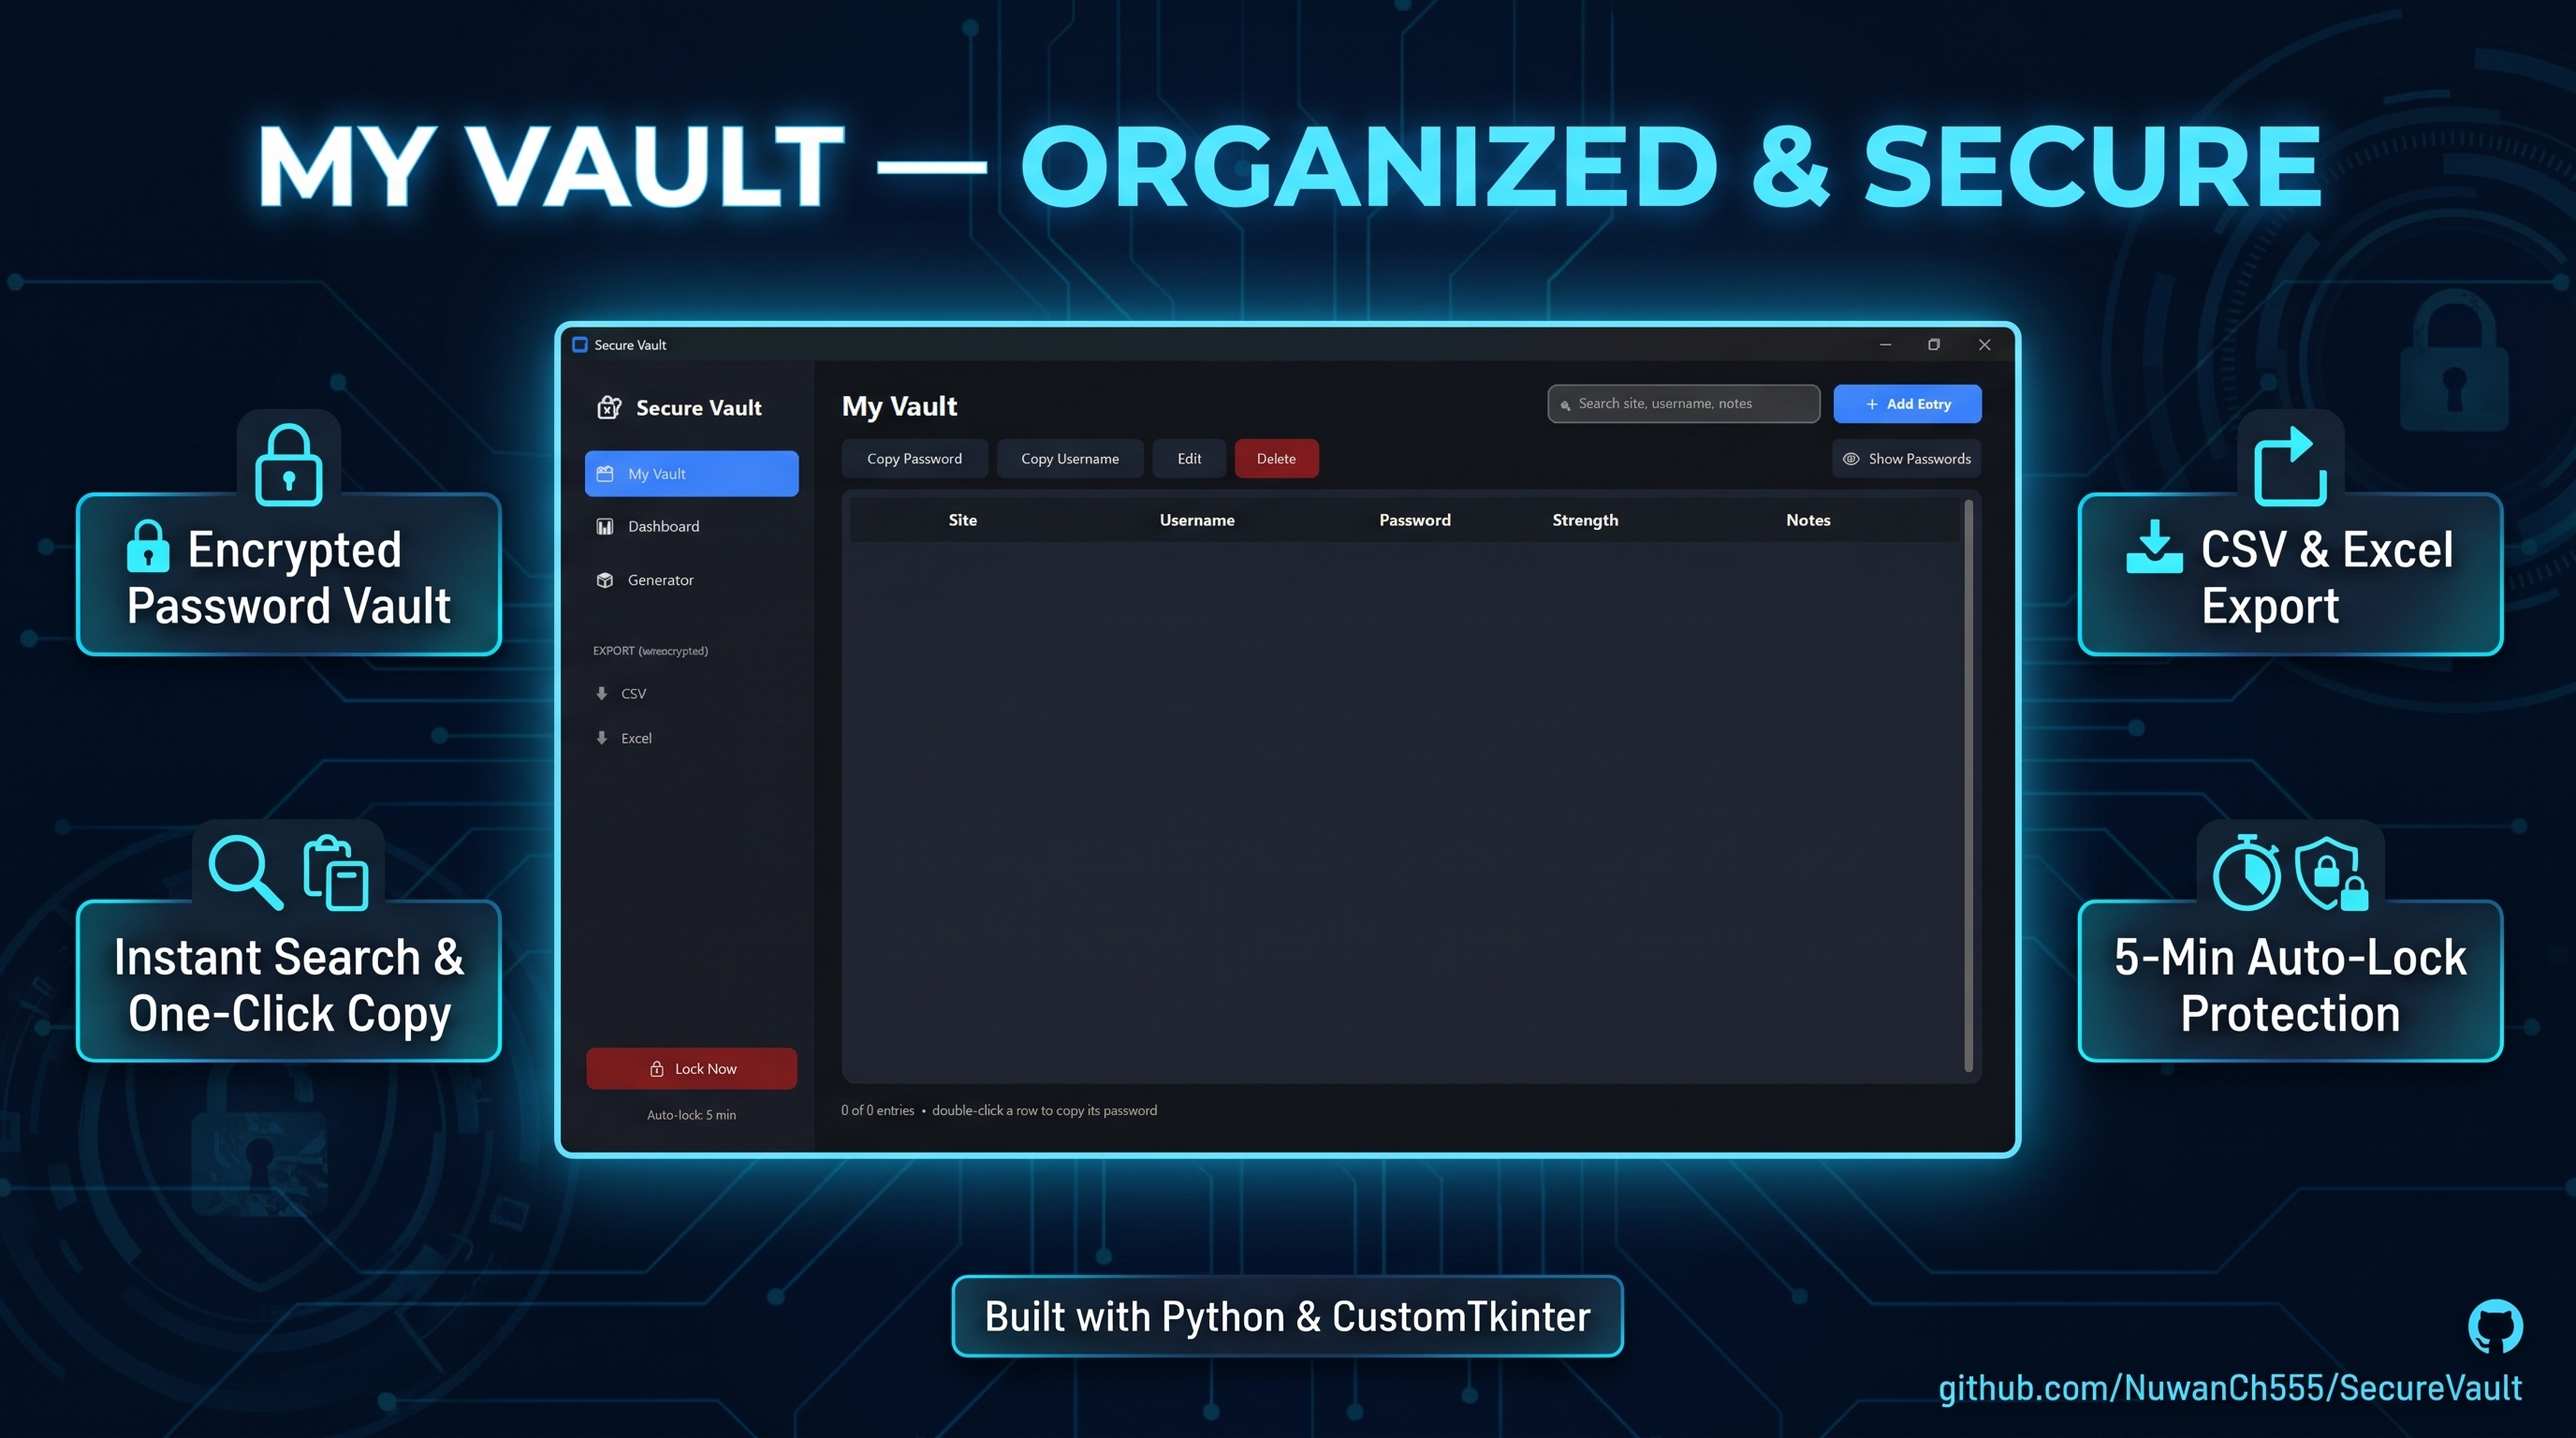 MY VAULT — ORGANIZED & SECURE
Secure Vault
Secure Vault
My Vault
Dashboard
Generator
EXPORT
CSV
Excel
Lock Now
Auto-lock: 5 min
My Vault
Search site, username, notes
+ Add Entry
Copy Password
Copy Username
Edit
Delete
Show Passwords
Site Username Password Strength Notes
0 of 0 entries • double-click a row to copy its password
Encrypted
Password Vault
Instant Search &
One-Click Copy
CSV & Excel
Export
5-Min Auto-Lock
Protection
Built with Python & CustomTkinter
github.com/NuwanCh555/SecureVault